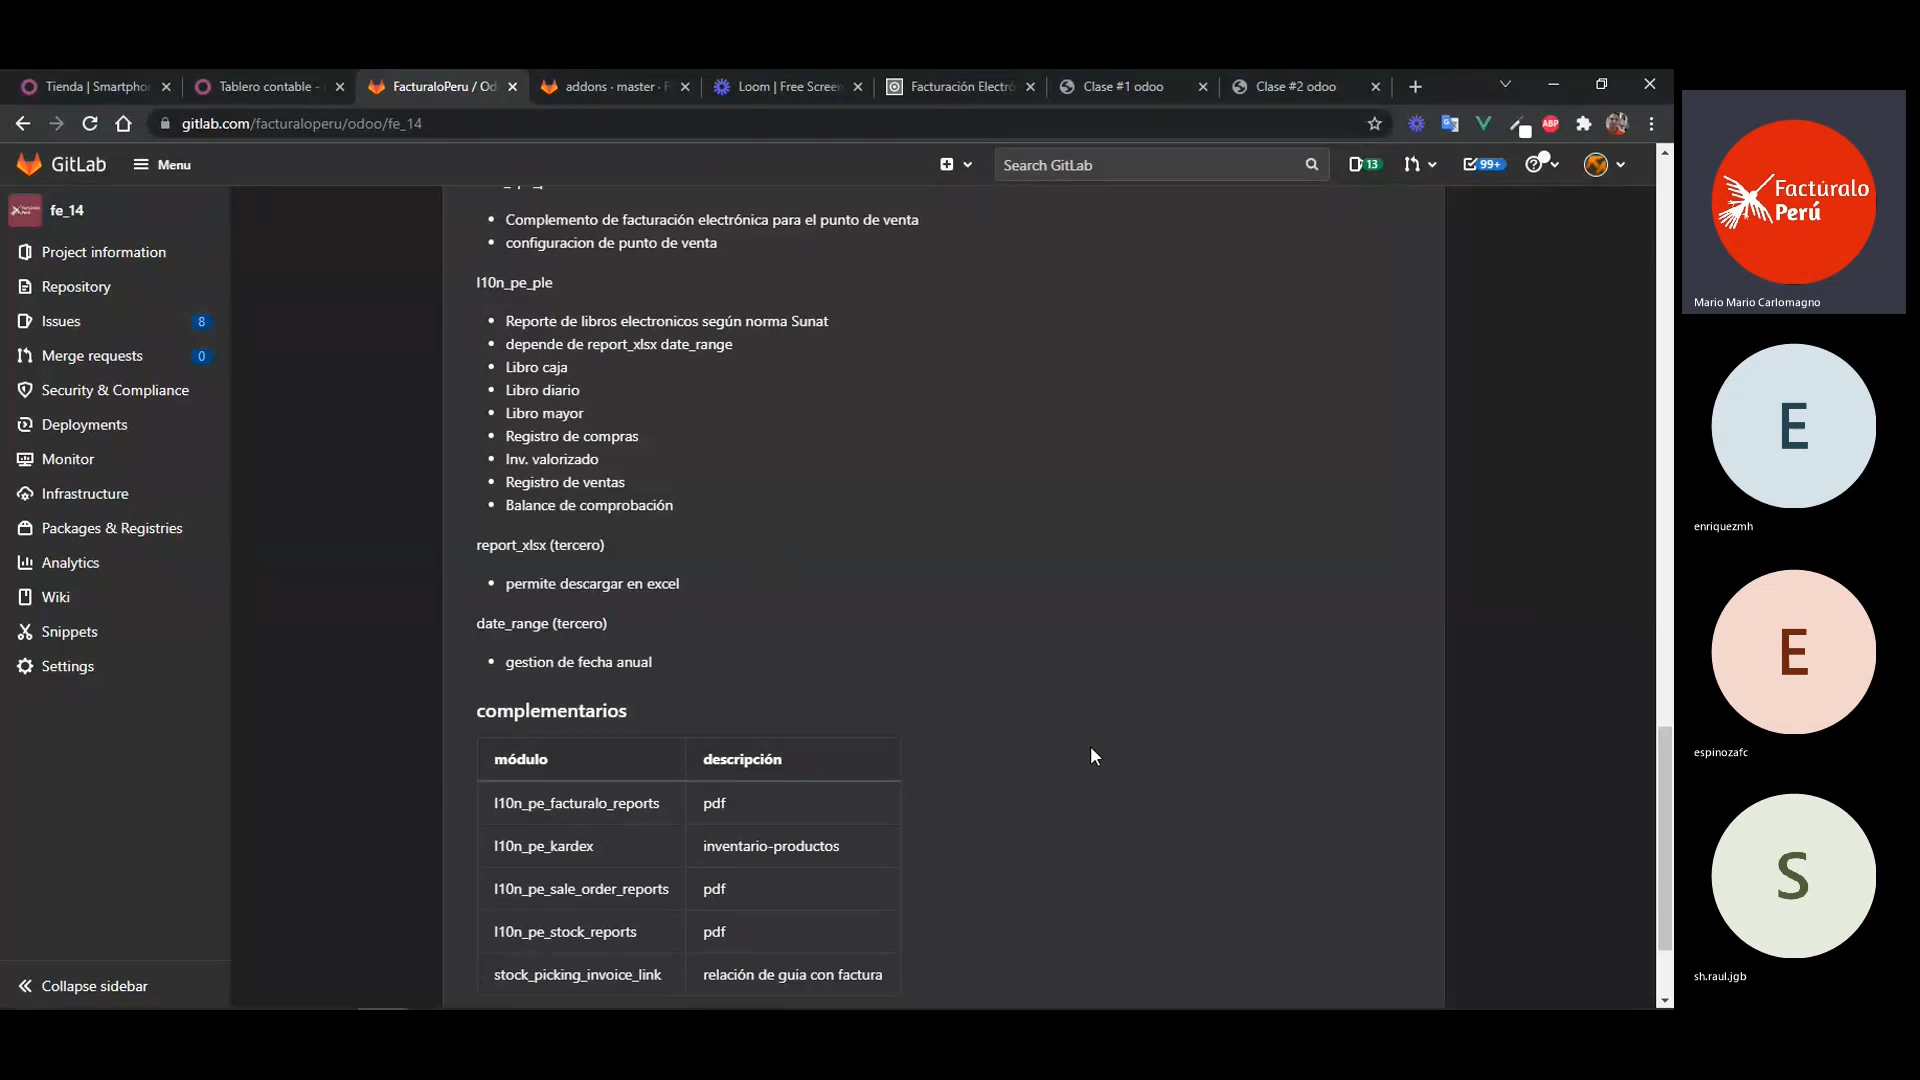 Tienda | Smartpho
Tablero contable -
FacturaloPeru / Od
addons · master · F
Loom | Free Screen
Facturación Electró
Clase #1 odoo
Clase #2 odoo
gitlab.com/facturaloperu/odoo/fe_14
ABP
GitLab
Menu
Search GitLab
13
99+
fe_14
Project information
Repository
Issues
8
Merge requests
0
Security & Compliance
Deployments
Monitor
Infrastructure
Packages & Registries
Analytics
Wiki
Snippets
Settings
Collapse sidebar
Complemento de facturación electrónica para el punto de venta
configuracion de punto de venta
l10n_pe_ple
Reporte de libros electronicos según norma Sunat
depende de report_xlsx date_range
Libro caja
Libro diario
Libro mayor
Registro de compras
Inv. valorizado
Registro de ventas
Balance de comprobación
report_xlsx (tercero)
permite descargar en excel
date_range (tercero)
gestion de fecha anual
complementarios
módulo descripción
l10n_pe_facturalo_reports pdf
l10n_pe_kardex inventario-productos
l10n_pe_sale_order_reports pdf
l10n_pe_stock_reports pdf
stock_picking_invoice_link relación de guia con factura
Factúralo
Perú
Mario Mario Carlomagno
E
enriquezmh
E
espinozafc
S
sh.raul.jgb